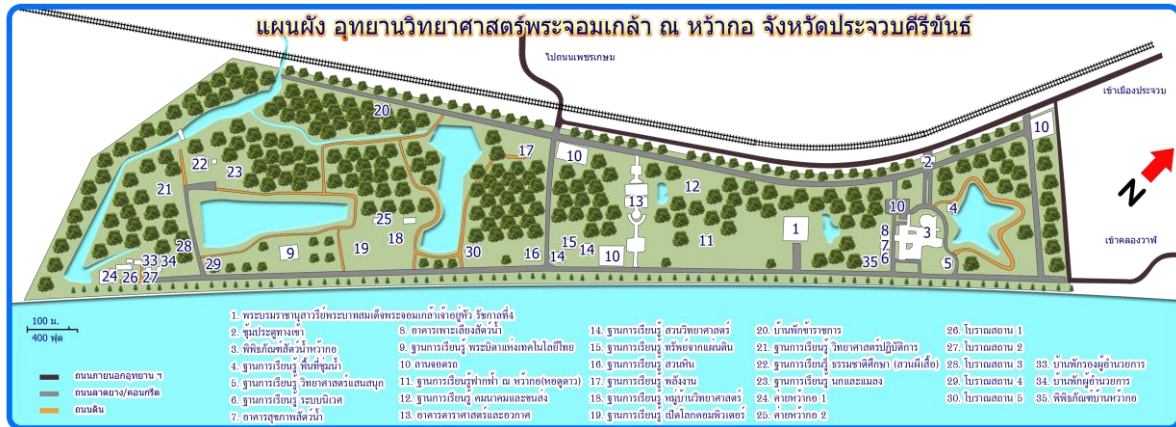 แผนผัง อุทยานวิทยาศาสตร์พระจอมเกล้า ณ หว้ากอ จังหวัดประจวบคีรีขันธ์
ไปถนนเพชรเกษม
เข้าเมืองประจวบ
20
10
2
N
22
23
17
10
12
21
13
10
4
25
1
8
3
เข้าคลองวาฬ
18
15
11
7
28
33 34
9
19
30
16
14
14
10
35
6
5
24 26 27
29
100 ม.
400 ฟุต
ถนนภายนอกอุทยาน ฯ
ถนนลาดยาง/คอนกรีต
ถนนดิน
1. พระบรมราชานุสาวรีย์พระบาทสมเด็จพระจอมเกล้าเจ้าอยู่หัว รัชกาลที่4
2. ซุ้มประตูทางเข้า
3. พิพิธภัณฑ์สัตว์น้ำหว้ากอ
4. ฐานการเรียนรู้ พื้นที่ชุ่มน้ำ
5. ฐานการเรียนรู้ วิทยาศาสตร์แสนสนุก
6. ฐานการเรียนรู้ ระบบนิเวศ
7. อาคารสุขภาพสัตว์น้ำ
8. อาคารเพาะเลี้ยงสัตว์น้ำ
9. ฐานการเรียนรู้ พระบิดาแห่งเทคโนโลยีไทย
10. ลานจอดรถ
11. ฐานการเรียนรู้ฟากฟ้า ณ หว้ากอ(หอดูดาว)
12. ฐานการเรียนรู้ คมนาคมและขนส่ง
13. อาคารดาราศาสตร์และอวกาศ
14. ฐานการเรียนรู้ สวนวิทยาศาสตร์
15. ฐานการเรียนรู้ ทรัพย์จากแผ่นดิน
16. ฐานการเรียนรู้ สวนหิน
17. ฐานการเรียนรู้ พลังงาน
18. ฐานการเรียนรู้ หมู่บ้านวิทยาศาสตร์
19. ฐานการเรียนรู้ เปิดโลกคอมพิวเตอร์
20. บ้านพักข้าราชการ
21. ฐานการเรียนรู้ วิทยาศาสตร์ปฏิบัติการ
22. ฐานการเรียนรู้ ธรรมชาติศึกษา (สวนผีเสื้อ)
23. ฐานการเรียนรู้ นกและแมลง
24. ค่ายหว้ากอ 1
25. ค่ายหว้ากอ 2
26. โบราณสถาน 1
27. โบราณสถาน 2
28. โบราณสถาน 3
29. โบราณสถาน 4
30. โบราณสถาน 5
33. บ้านพักรองผู้อำนวยการ
34. บ้านพักผู้อำนวยการ
35. พิพิธภัณฑ์บ้านหว้ากอ